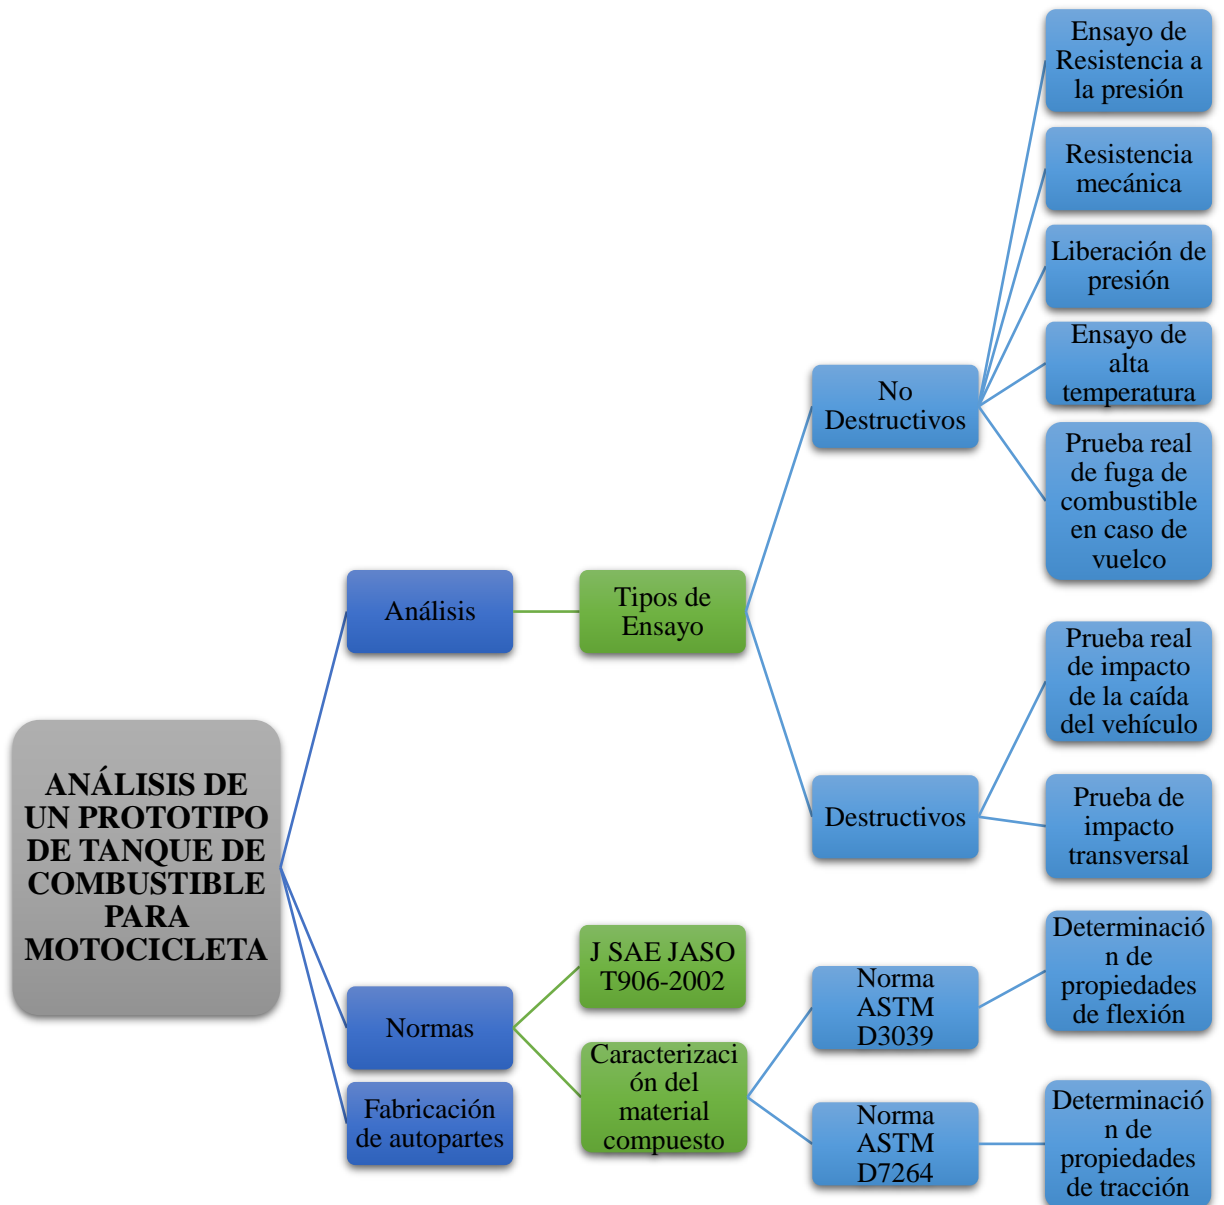 ANÁLISIS DE
UN PROTOTIPO
DE TANQUE DE
COMBUSTIBLE
PARA
MOTOCICLETA
Análisis
Tipos de
Ensayo
No
Destructivos
Ensayo de
Resistencia a
la presión
Resistencia
mecánica
Liberación de
presión
Ensayo de
alta
temperatura
Prueba real
de fuga de
combustible
en caso de
vuelco
Destructivos
Prueba real
de impacto
de la caída
del vehículo
Prueba de
impacto
transversal
Normas
J SAE JASO
T906-2002
Caracterizaci
ón del
material
compuesto
Norma
ASTM
D3039
Determinació
n de
propiedades
de flexión
Norma
ASTM
D7264
Determinació
n de
propiedades
de tracción
Fabricación
de autopartes